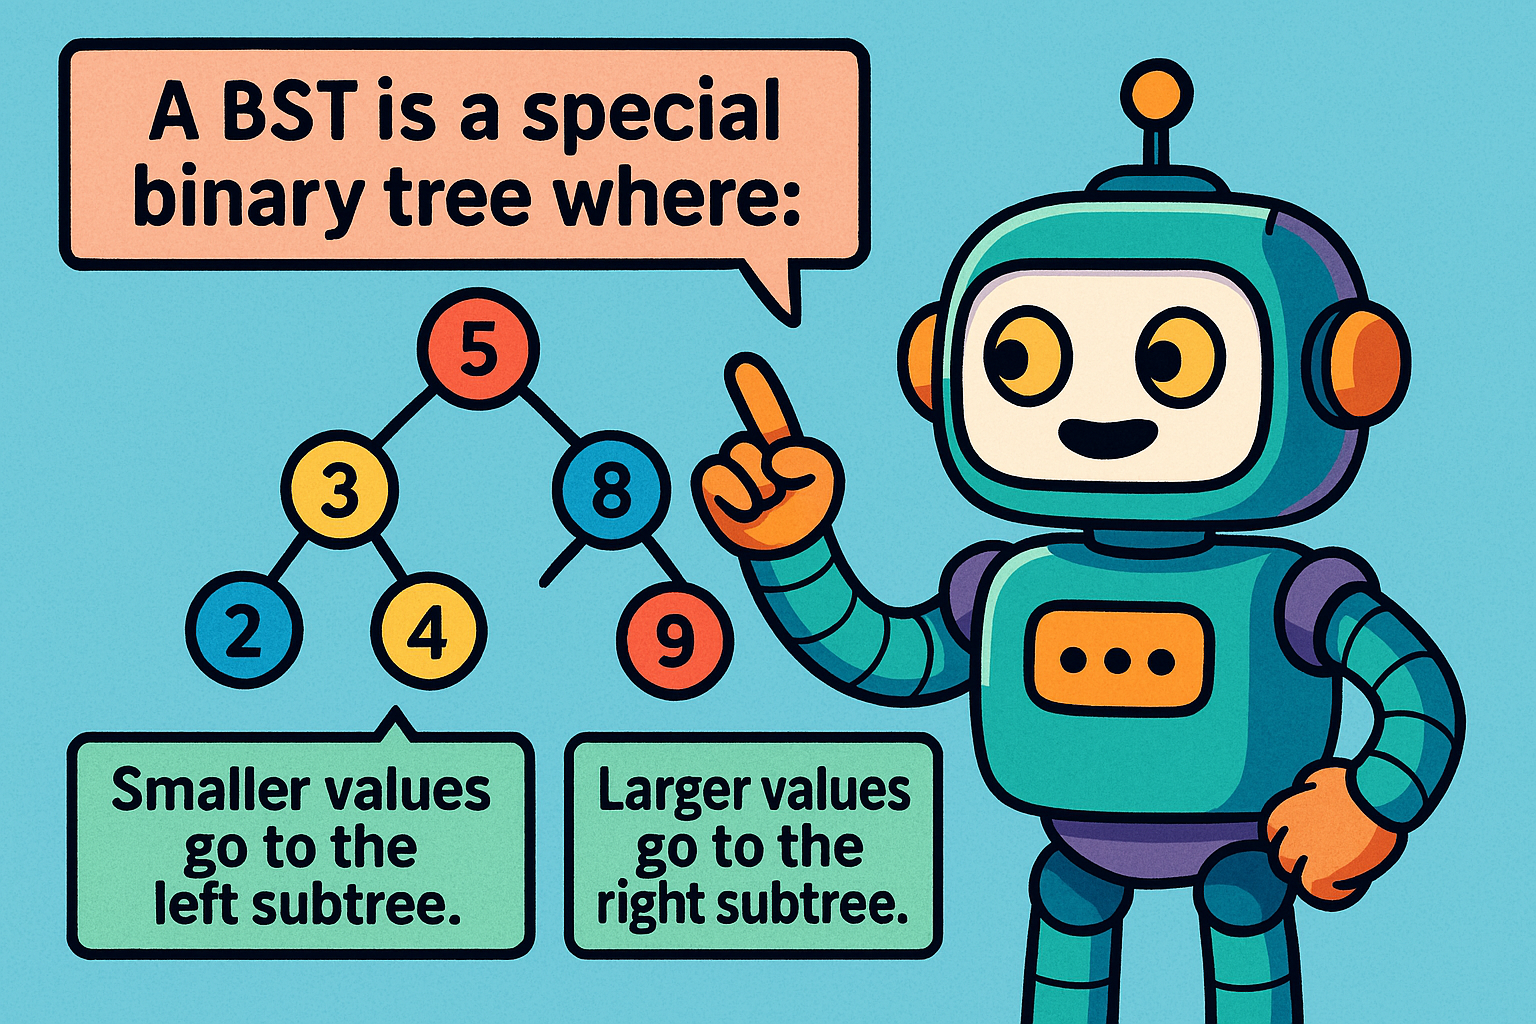 A BST is a special
binary tree where:
5
3
8
2
4
9
Smaller values
go to the
left subtree.
Larger values
go to the
right subtree.